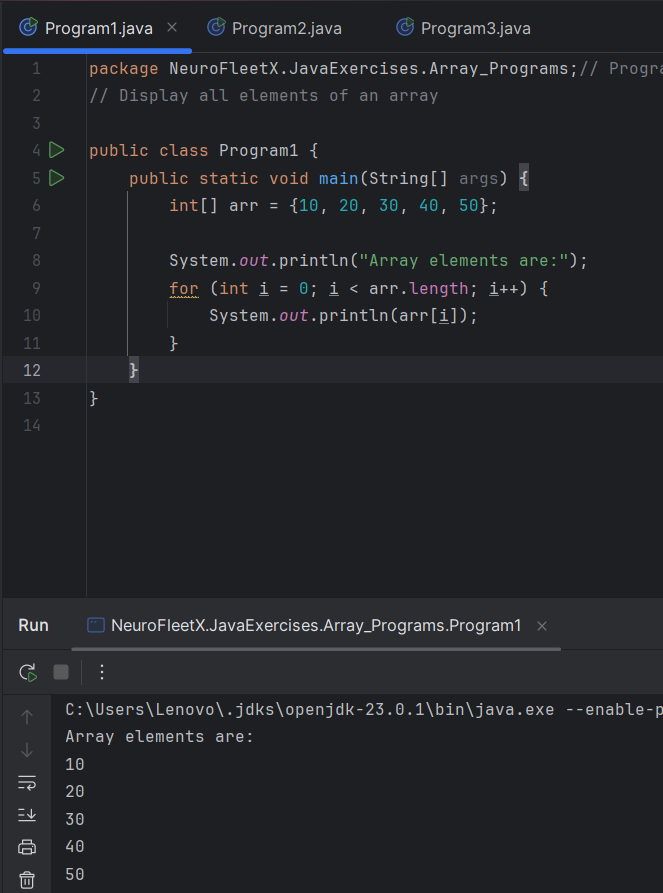 Program1.java Program2.java Program3.java
1 package NeuroFleetX.JavaExercises.Array_Programs;// Progra
2 // Display all elements of an array
3
4 public class Program1 {
5 public static void main(String[] args) {
6 int[] arr = {10, 20, 30, 40, 50};
7
8 System.out.println("Array elements are:");
9 for (int i = 0; i < arr.length; i++) {
10 System.out.println(arr[i]);
11 }
12 }
13 }
14
Run NeuroFleetX.JavaExercises.Array_Programs.Program1
C:\Users\Lenovo\.jdks\openjdk-23.0.1\bin\java.exe --enable-p
Array elements are:
10
20
30
40
50